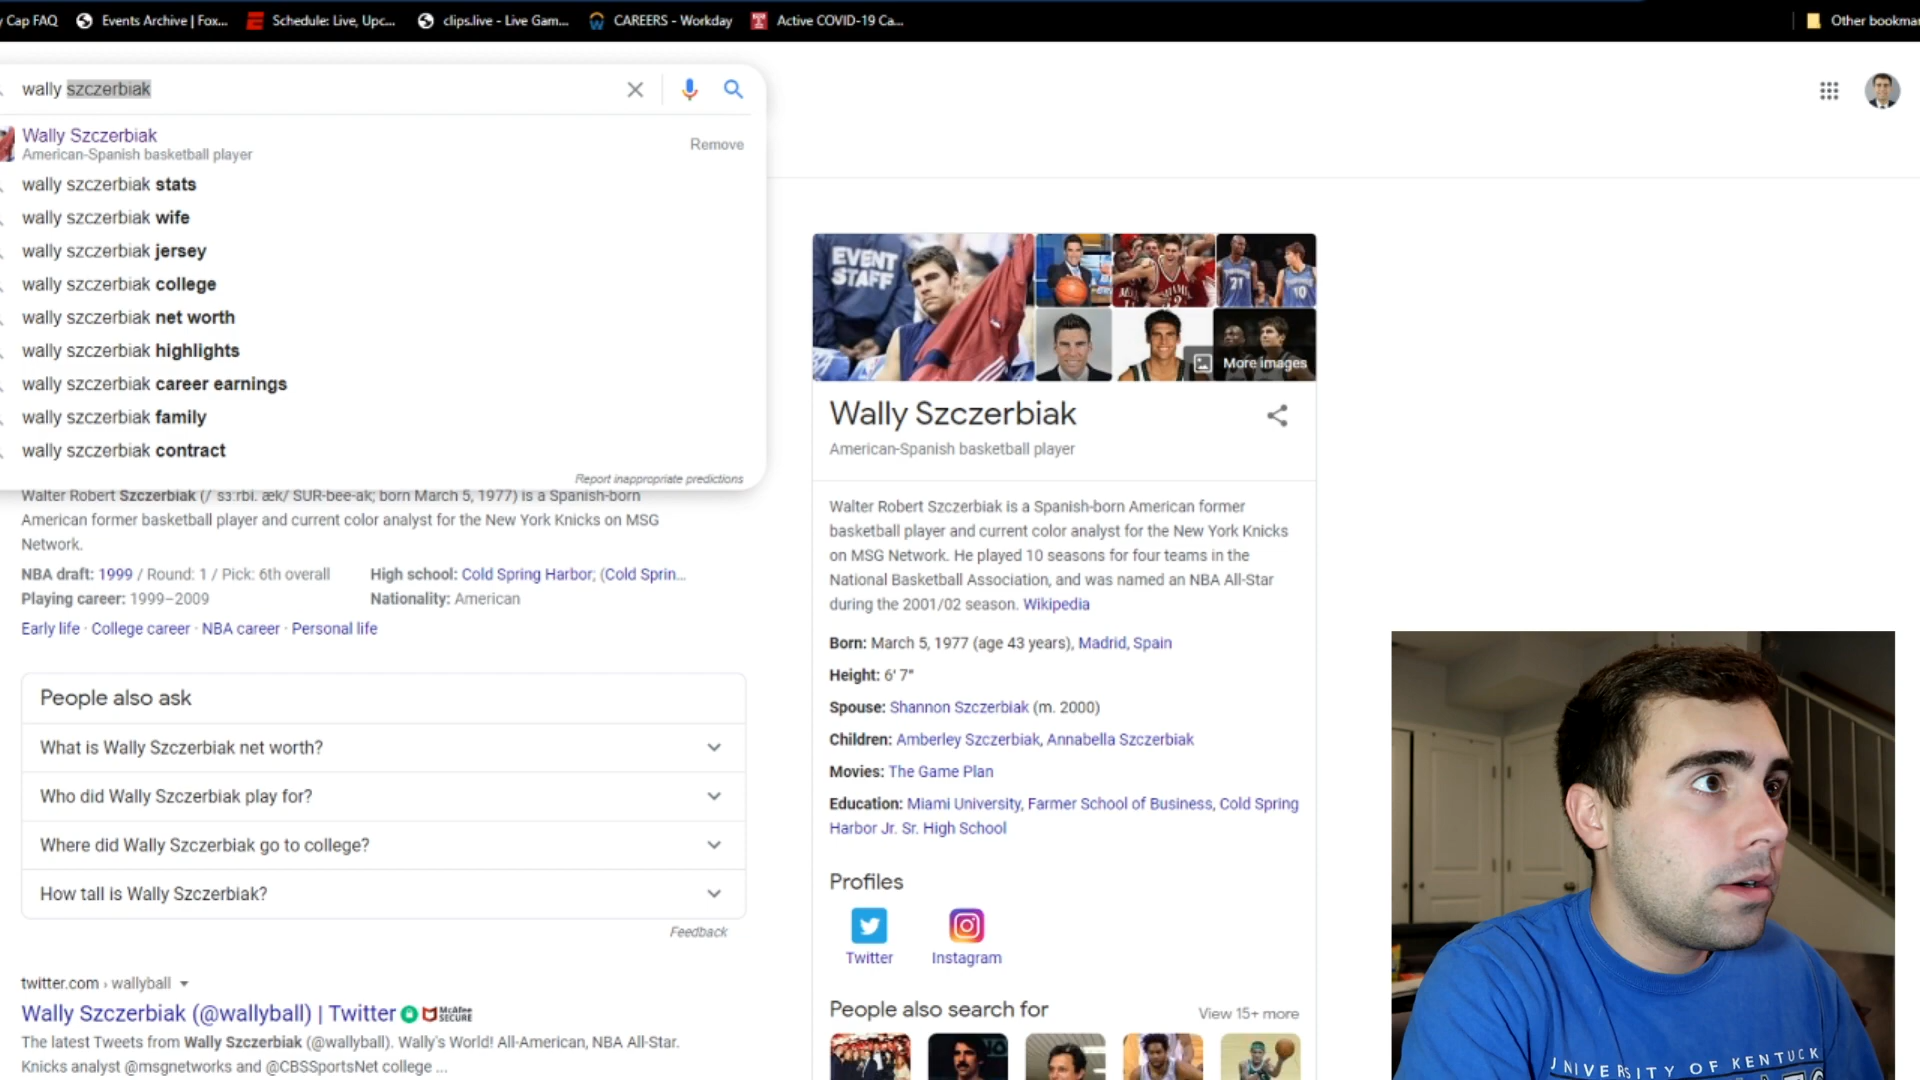 y Cap FAQ
Events Archive | Fox...
Schedule: Live, Upc...
clips.live - Live Gam...
CAREERS - Workday
Active COVID-19 Ca...
Other bookmar
wally szczerbiak
Wally Szczerbiak
American-Spanish basketball player
Remove
wally szczerbiak stats
wally szczerbiak wife
wally szczerbiak jersey
wally szczerbiak college
wally szczerbiak net worth
wally szczerbiak highlights
wally szczerbiak career earnings
wally szczerbiak family
wally szczerbiak contract
Report inappropriate predictions
Walter Robert Szczerbiak (/ˈsɜːrbi.æk/ SUR-bee-ak; born March 5, 1977) is a Spanish-born
American former basketball player and current color analyst for the New York Knicks on MSG
Network.
NBA draft: 1999 / Round: 1 / Pick: 6th overall
High school: Cold Spring Harbor; (Cold Sprin...
Playing career: 1999–2009
Nationality: American
Early life · College career · NBA career · Personal life
People also ask
What is Wally Szczerbiak net worth?
Who did Wally Szczerbiak play for?
Where did Wally Szczerbiak go to college?
How tall is Wally Szczerbiak?
Feedback
twitter.com › wallyball
Wally Szczerbiak (@wallyball) | Twitter
McAfee
SECURE
The latest Tweets from Wally Szczerbiak (@wallyball). Wally's World! All-American, NBA All-Star.
Knicks analyst @msgnetworks and @CBSSportsNet college ...
EVENT
STAFF
21
10
More images
Wally Szczerbiak
American-Spanish basketball player
Walter Robert Szczerbiak is a Spanish-born American former
basketball player and current color analyst for the New York Knicks
on MSG Network. He played 10 seasons for four teams in the
National Basketball Association, and was named an NBA All-Star
during the 2001/02 season. Wikipedia
Born: March 5, 1977 (age 43 years), Madrid, Spain
Height: 6′ 7″
Spouse: Shannon Szczerbiak (m. 2000)
Children: Amberley Szczerbiak, Annabella Szczerbiak
Movies: The Game Plan
Education: Miami University, Farmer School of Business, Cold Spring
Harbor Jr. Sr. High School
Profiles
Twitter
Instagram
People also search for
View 15+ more
UNIVERSITY OF KENTUCK